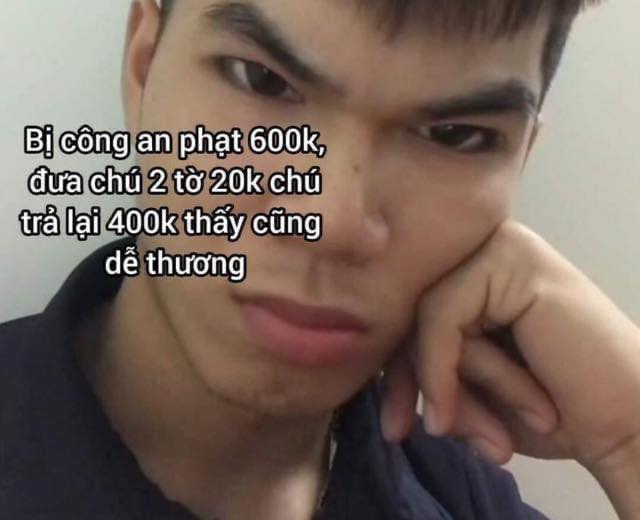 Bị công an phạt 600k,
đưa chú 2 tờ 20k chú
trả lại 400k thấy cũng
dễ thương